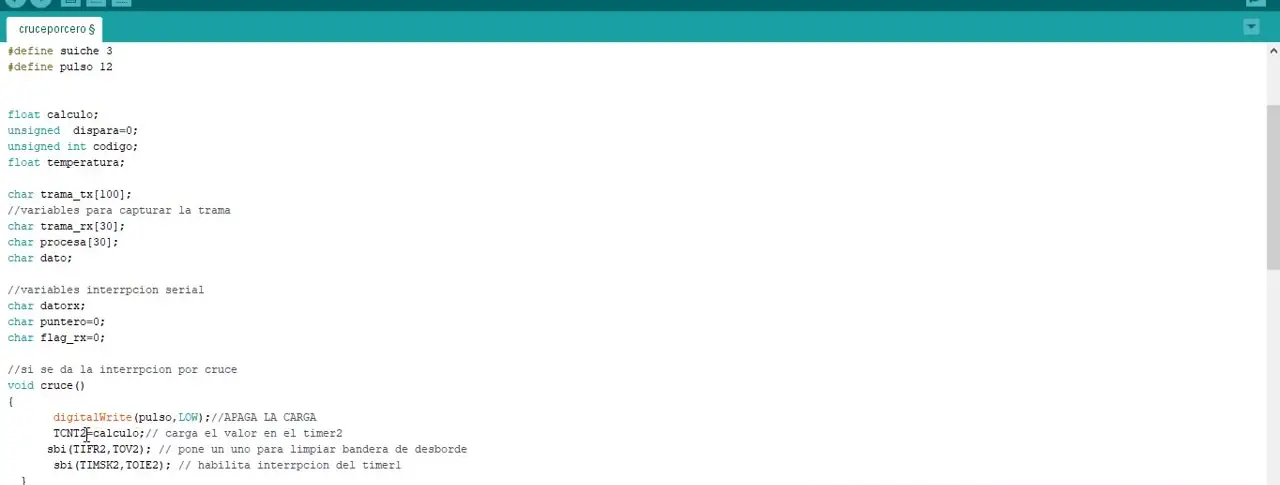 cruceporcero §
#define suiche 3
#define pulso 12
float calculo;
unsigned  dispara=0;
unsigned int codigo;
float temperatura;
char trama_tx[100];
//variables para capturar la trama
char trama_rx[30];
char procesa[30];
char dato;
//variables interrpcion serial
char datorx;
char puntero=0;
char flag_rx=0;
//si se da la interrpcion por cruce
void cruce()
{
digitalWrite(pulso,LOW);//APAGA LA CARGA
TCNT2=calculo;// carga el valor en el timer2
sbi(TIFR2,TOV2); // pone un uno para limpiar bandera de desborde
sbi(TIMSK2,TOIE2); // habilita interrpcion del timer1
}